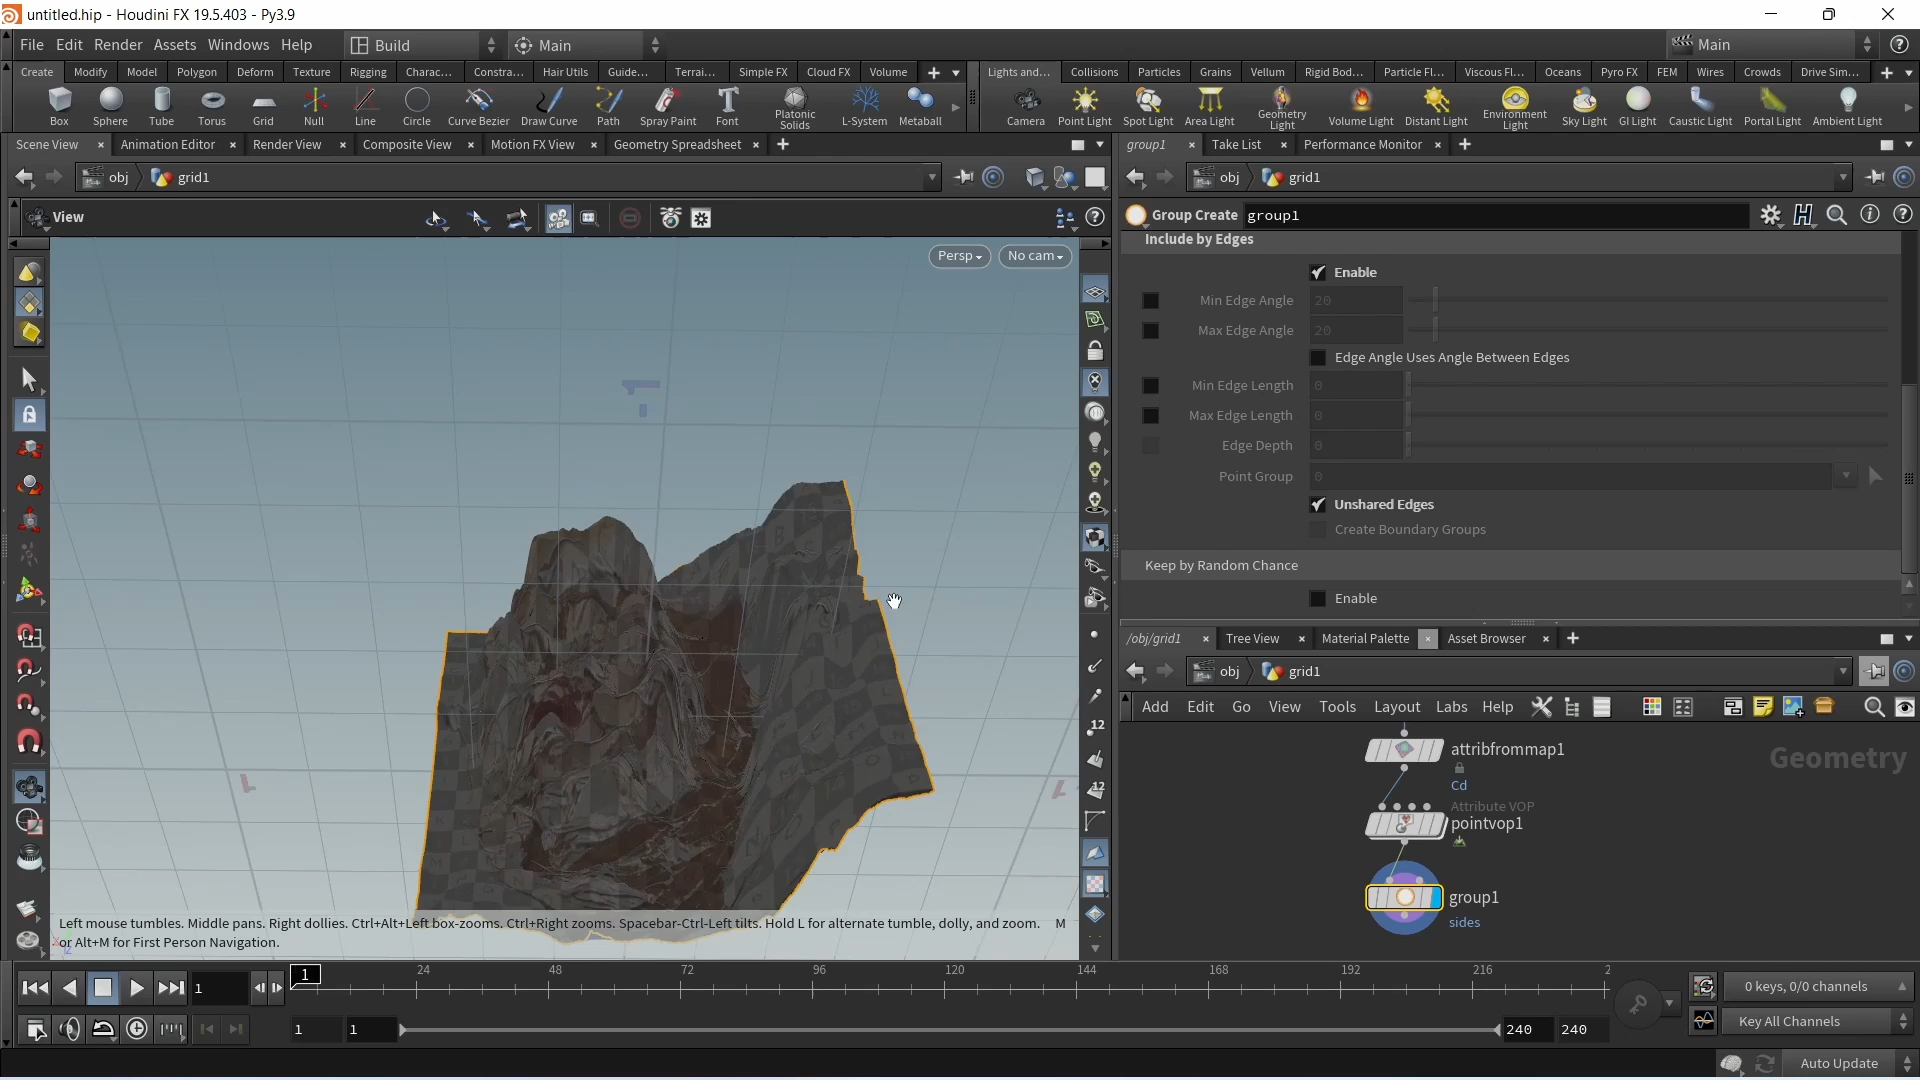 untitled.hip - Houdini FX 19.5.403 - Py3.9
File Edit Render Assets Windows Help Build Main Main
Create Modify Model Polygon Deform Texture Rigging Charac... Constra... Hair Utils Guide... Terrai... Simple FX Cloud FX Volume Lights and... Collisions Particles Grains Vellum Rigid Bod... Particle Fl... Viscous Fl... Oceans Pyro FX FEM Wires Crowds Drive Sim...
Box Sphere Tube Torus Grid Null Line Circle Curve Bezier Draw Curve Path Spray Paint Font Platonic Solids L-System Metaball Camera Point Light Spot Light Area Light Geometry Light Volume Light Distant Light Environment Light Sky Light GI Light Caustic Light Portal Light Ambient Light
Scene View Animation Editor Render View Composite View Motion FX View Geometry Spreadsheet
obj grid1
View
Persp No cam
Left mouse tumbles. Middle pans. Right dollies. Ctrl+Alt+Left box-zooms. Ctrl+Right zooms. Spacebar-Ctrl-Left tilts. Hold L for alternate tumble, dolly, and zoom. M
or Alt+M for First Person Navigation.
12
12
group1 Take List Performance Monitor
obj grid1
Group Create group1
Include by Edges
Enable
Min Edge Angle 20
Max Edge Angle 20
Edge Angle Uses Angle Between Edges
Min Edge Length 0
Max Edge Length 0
Edge Depth 0
Point Group 0
Unshared Edges
Create Boundary Groups
Keep by Random Chance
Enable
/obj/grid1 Tree View Material Palette Asset Browser
obj grid1
Add Edit Go View Tools Layout Labs Help
Geometry
attribfrommap1
Cd
Attribute VOP
pointvop1
group1
sides
1 1 24 48 72 96 120 144 168 192 216 2
0 keys, 0/0 channels
1 1 240 240 Key All Channels
Auto Update